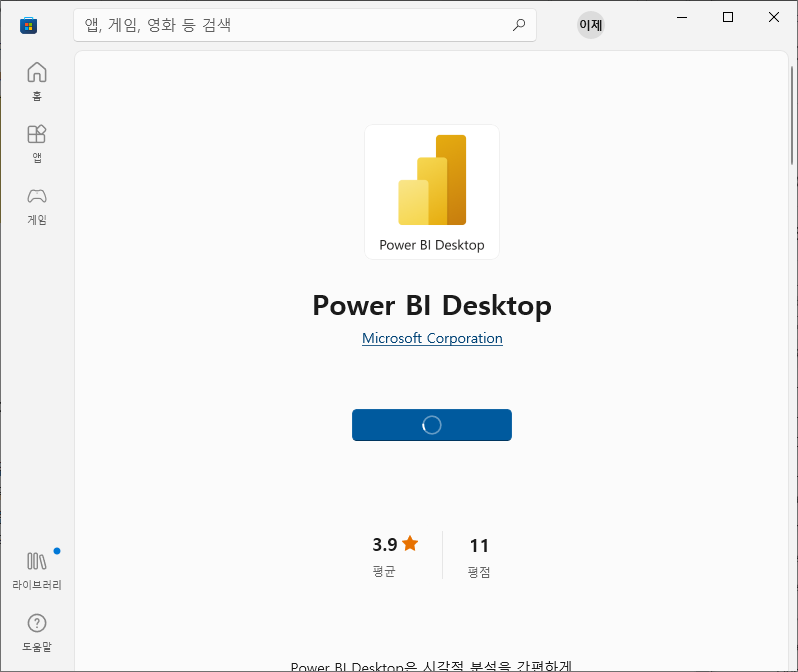 앱, 게임, 영화 등 검색
이제
홈
앱
게임
Power BI Desktop
Power BI Desktop
Microsoft Corporation
3.9
11
평균
평점
라이브러리
도움말
Power BI Desktop은 시각적 분석을 간편하게